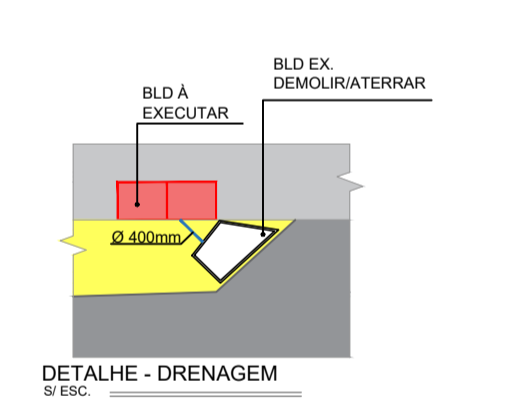 BLD EX.
DEMOLIR/ATERRAR
BLD À
EXECUTAR
Ø 400mm
DETALHE - DRENAGEM
S/ ESC.